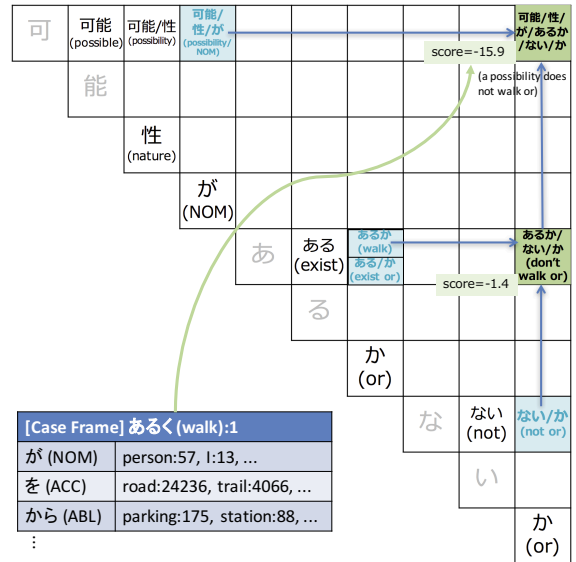 可
可能
(possible)
可能/性
(possibility)
可能/
性/が
(possibility/
NOM)
可能/性/
が/あるか
/ない/か
score=-15.9
(a possibility does
not walk or)
能
性
(nature)
が
(NOM)
あ
ある
(exist)
あるか
(walk)
ある/か
(exist or)
あるか/
ない/か
(don't
walk or)
score=-1.4
る
か
(or)
な
ない
(not)
ない/か
(not or)
い
か
(or)
[Case Frame] あるく(walk):1
が (NOM) person:57, I:13, ...
を (ACC) road:24236, trail:4066, ...
から (ABL) parking:175, station:88, ...
⋮